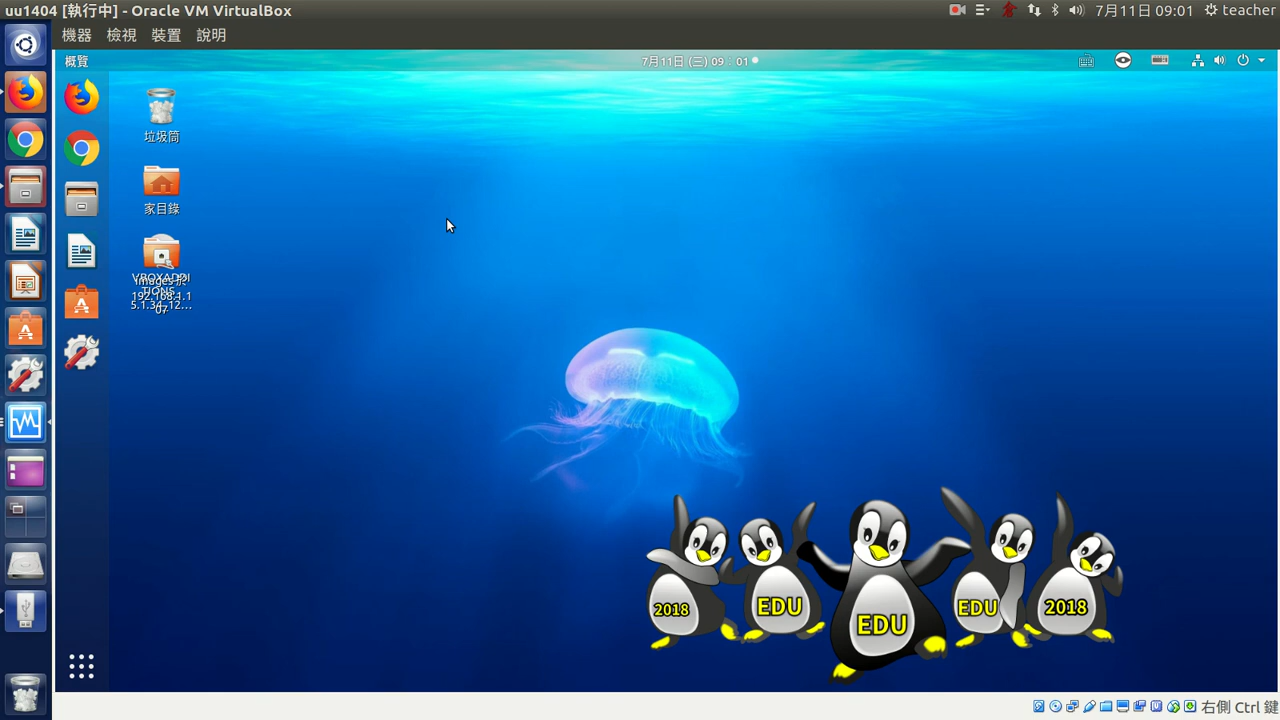 uu1404 [執行中] - Oracle VM VirtualBox
7月11日 09:01 teacher
機器 檢視 裝置 說明
概覽
7月11日 (三) 09：01
垃圾筒
家目錄
2018
EDU
EDU
EDU
2018
右側 Ctrl 鍵